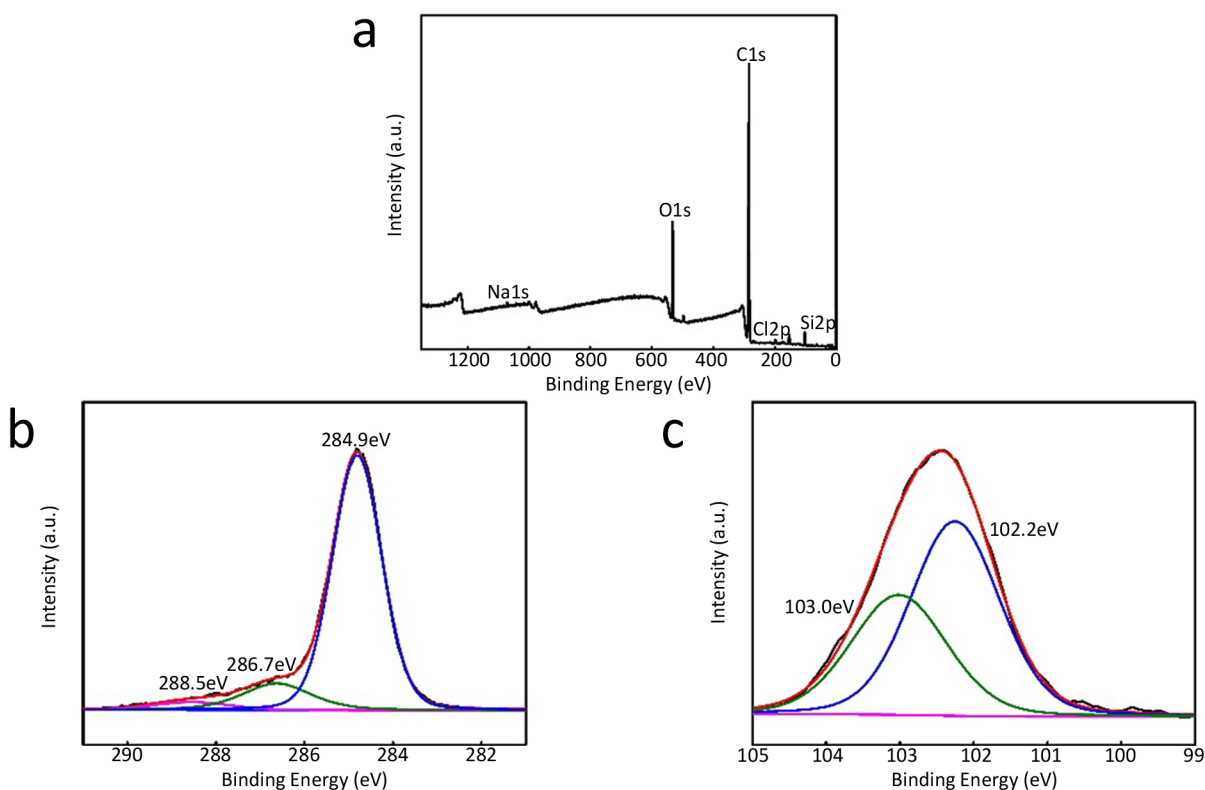 a
C1s
O1s
Na1s
Cl2p
Si2p
Intensity (a.u.)
1200 1000 800 600 400 200 0
Binding Energy (eV)
b
284.9eV
286.7eV
288.5eV
Intensity (a.u.)
290 288 286 284 282
Binding Energy (eV)
c
102.2eV
103.0eV
Intensity (a.u.)
105 104 103 102 101 100 99
Binding Energy (eV)